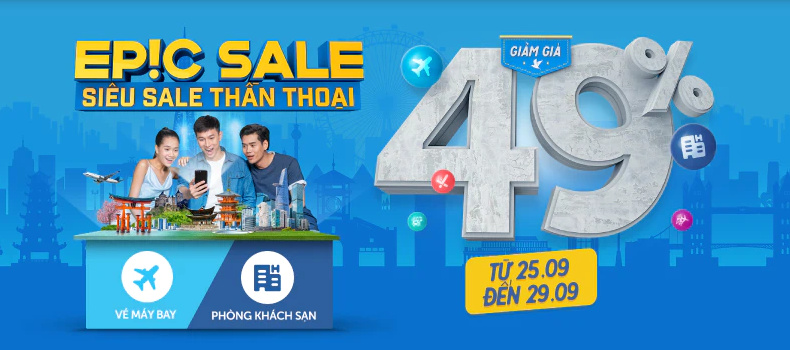 EP!C SALE
SIÊU SALE THẦN THOẠI
GIẢM GIÁ
49%
H
H
VÉ MÁY BAY
PHÒNG KHÁCH SẠN
TỪ 25.09
ĐẾN 29.09